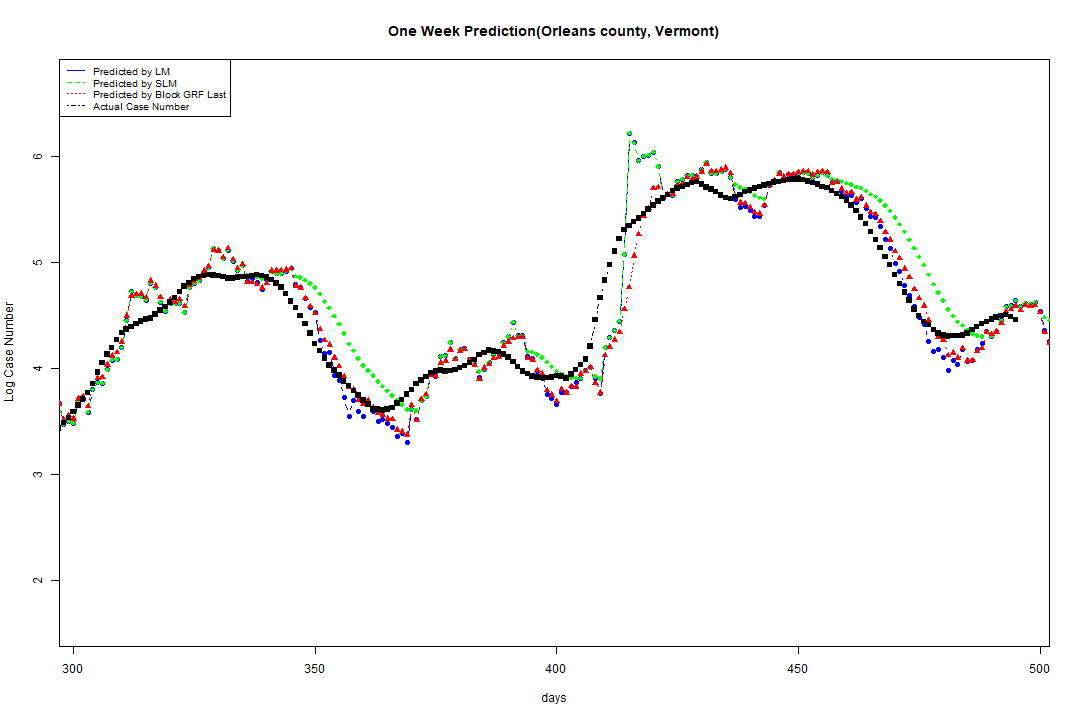 One Week Prediction(Orleans county, Vermont)
Predicted by LM
Predicted by SLM
Predicted by Block GRF Last
Actual Case Number
6
5
4
3
2
Log Case Number
300
350
400
450
500
days